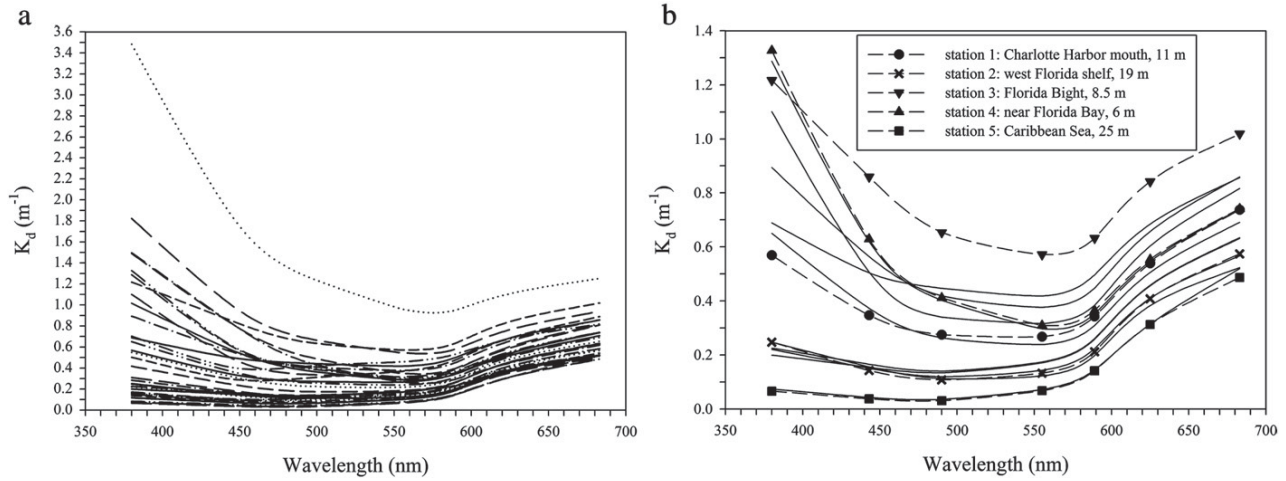 a
3.6
3.4
3.2
3.0
2.8
2.6
2.4
2.2
2.0
1.8
1.6
1.4
1.2
1.0
0.8
0.6
0.4
0.2
0.0
K_d (m^-1)
350 400 450 500 550 600 650 700
Wavelength (nm)
b
1.4
1.2
1.0
0.8
0.6
0.4
0.2
0.0
K_d (m^-1)
station 1: Charlotte Harbor mouth, 11 m
station 2: west Florida shelf, 19 m
station 3: Florida Bight, 8.5 m
station 4: near Florida Bay, 6 m
station 5: Caribbean Sea, 25 m
350 400 450 500 550 600 650 700
Wavelength (nm)